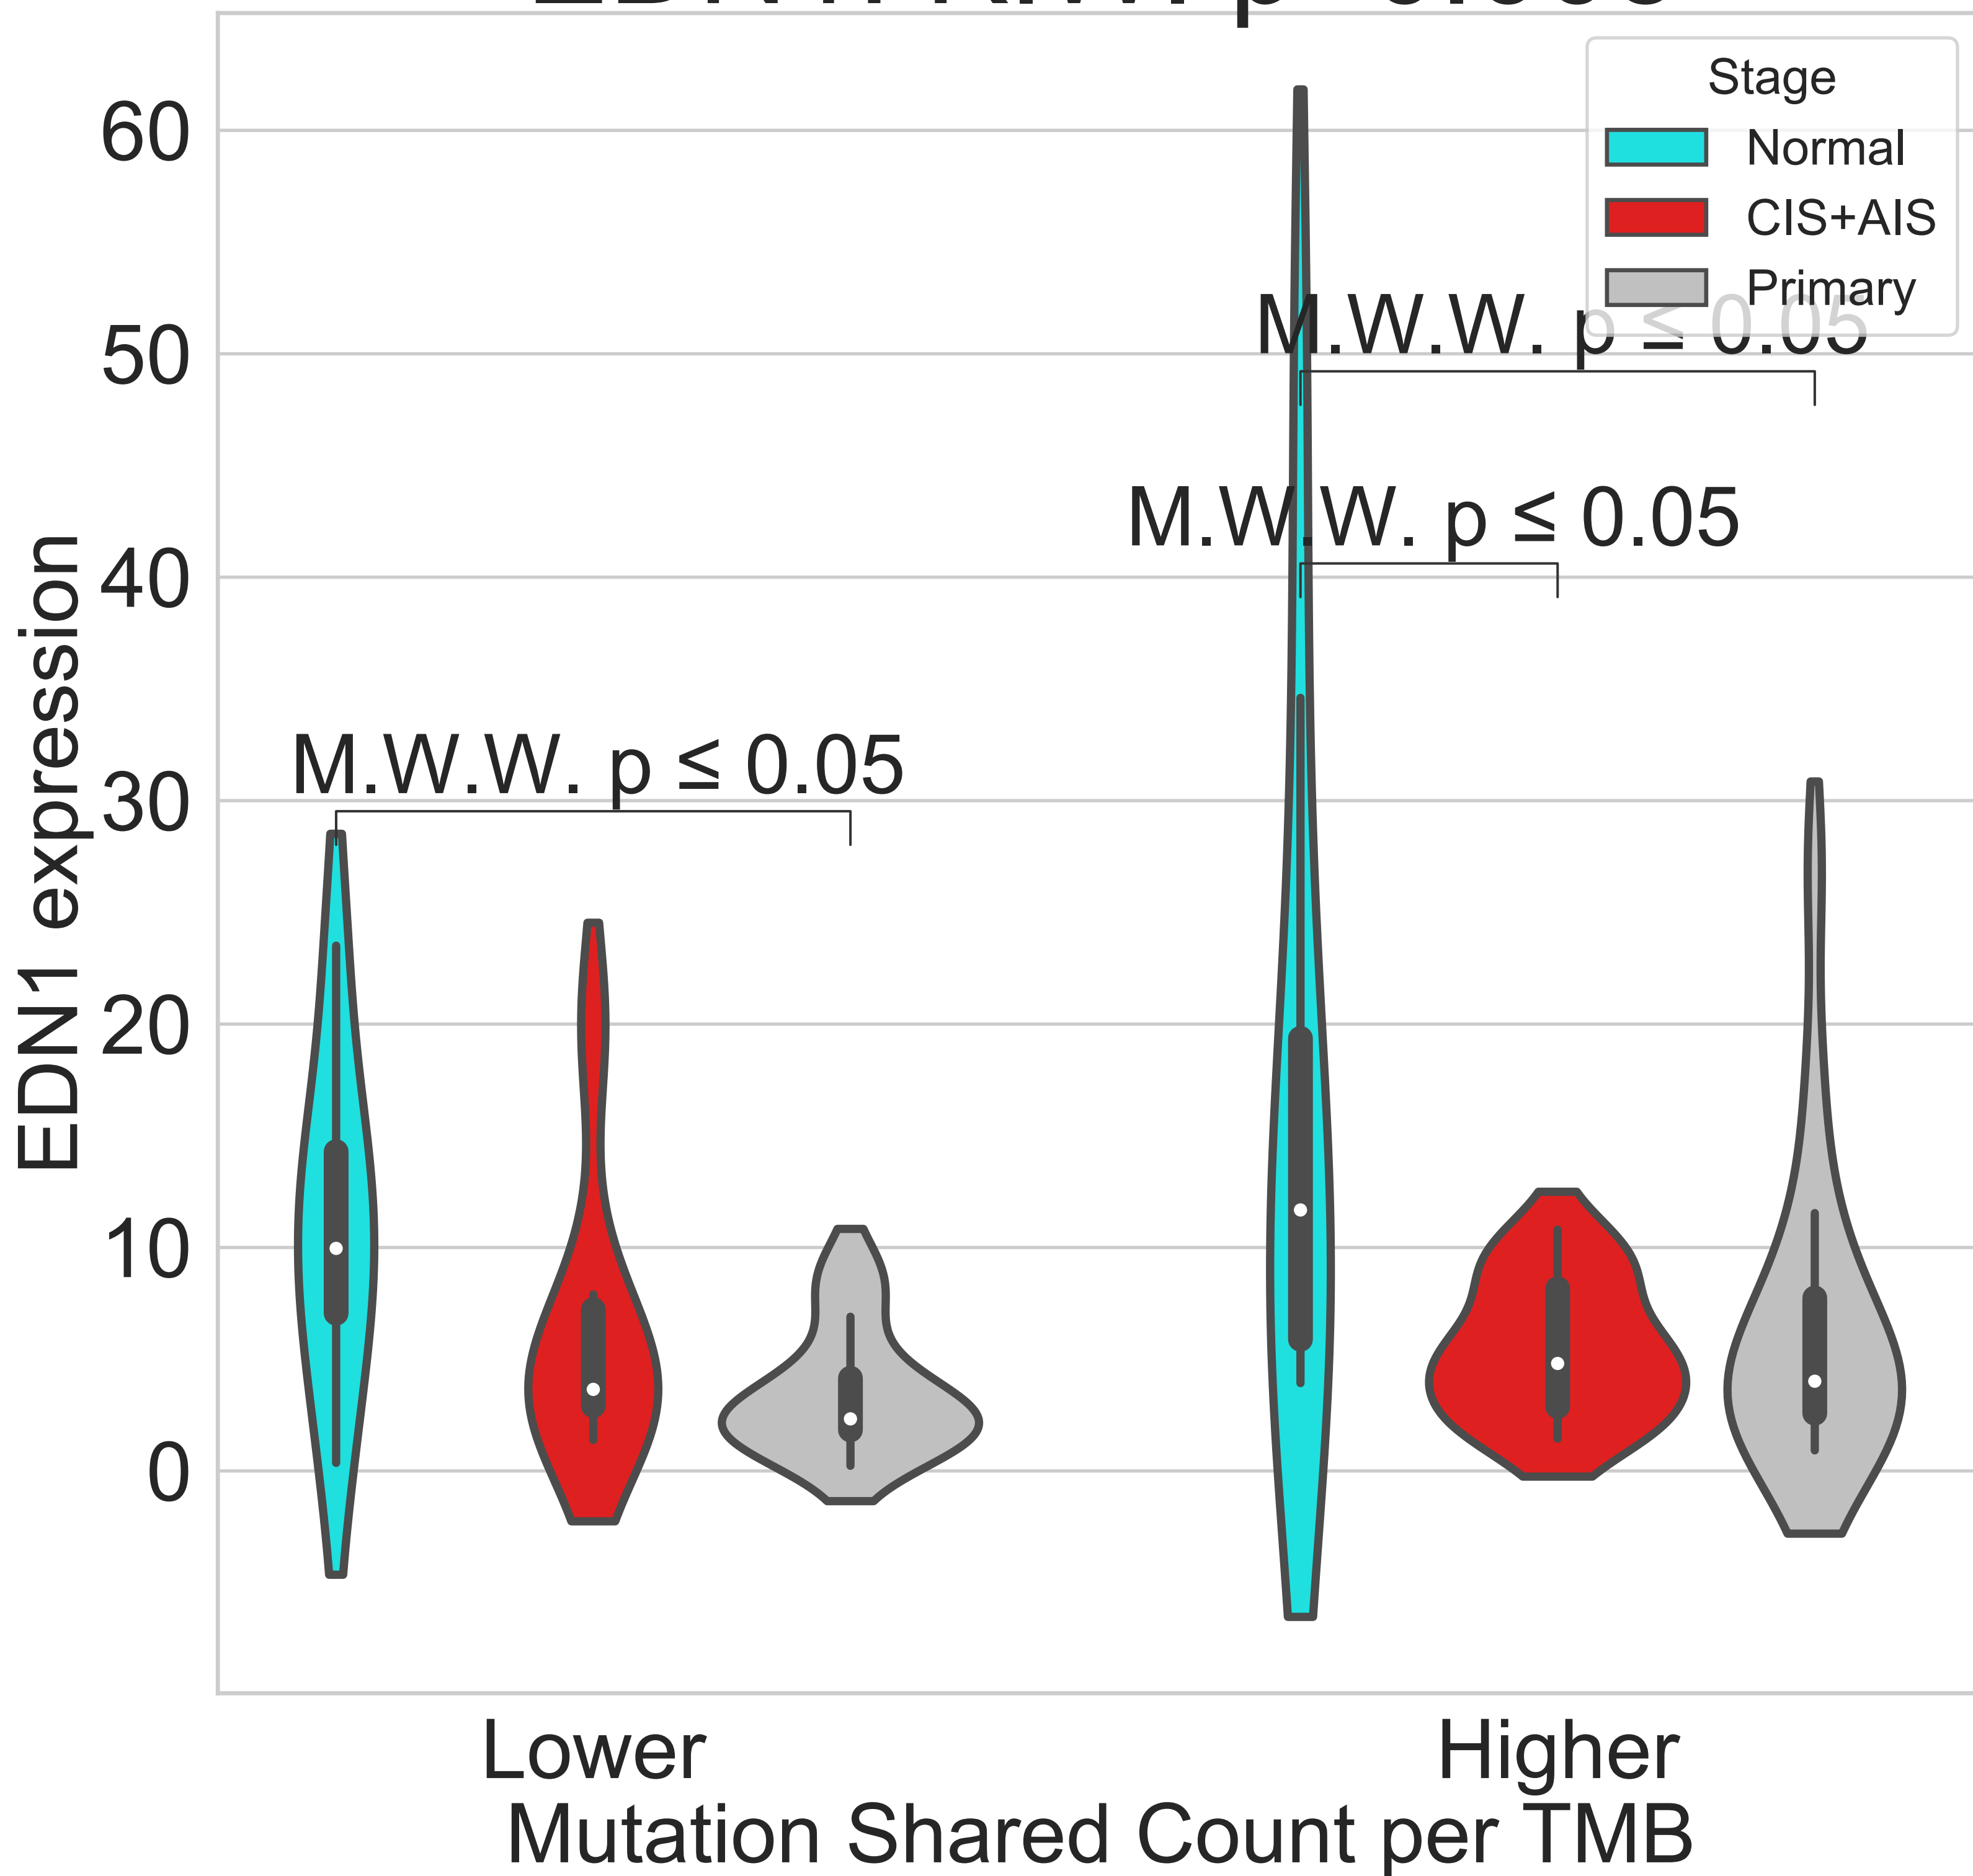 Stage
Normal
CIS+AIS
Primary
60
50
40
30
20
10
0
EDN1 expression
M.W.W. p ≤ 0.05
M.W.W. p ≤ 0.05
M.W.W. p ≤ 0.05
Lower
Higher
Mutation Shared Count per TMB